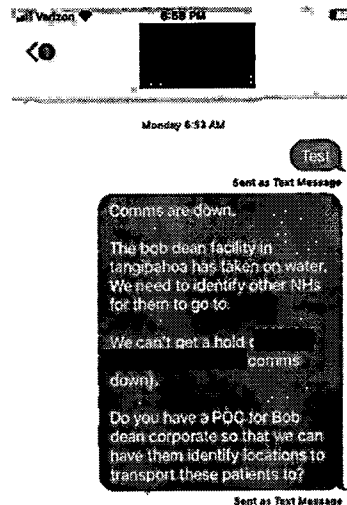 Verizon 6:58 PM
Monday 6:53 AM
Test
Sent as Text Message
Comms are down.
The bob dean facility in
tangipahoa has taken on water.
We need to identify other NHs
for them to go to.
We can't get a hold
comms
down).
Do you have a POC for Bob
dean corporate so that we can
have them identify locations to
transport these patients to?
Sent as Text Message